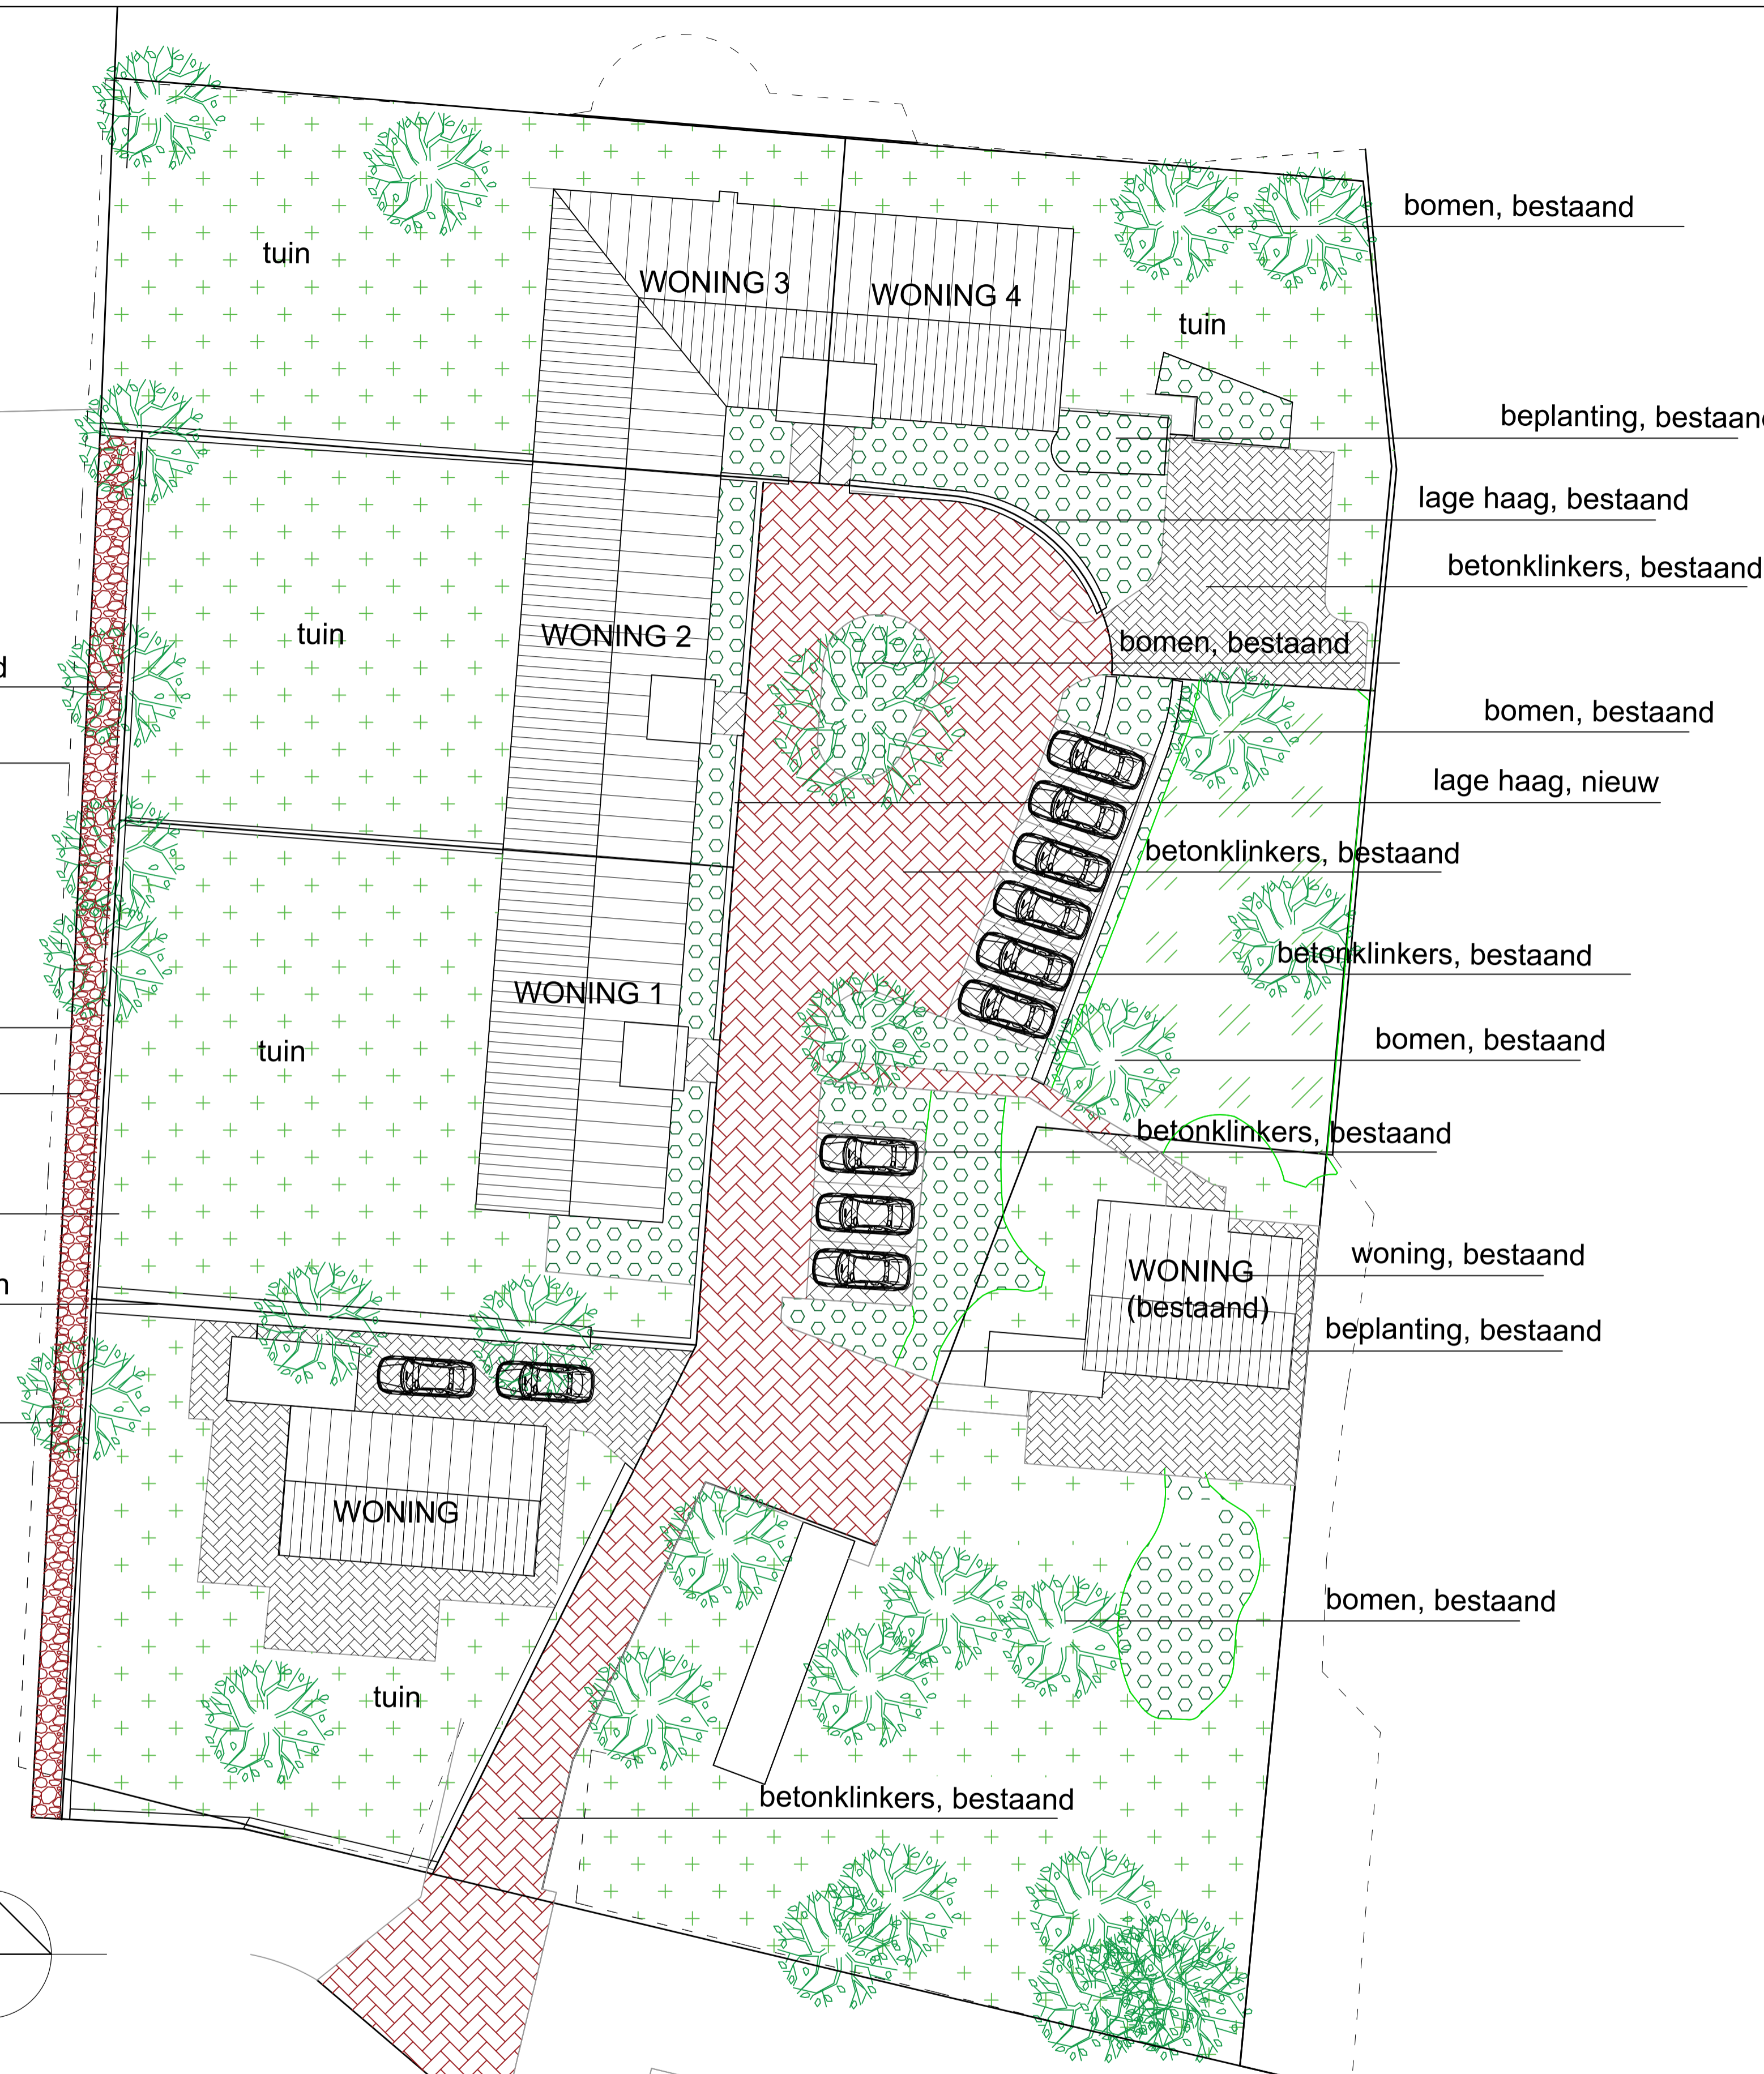 bomen, bestaand
tuin
WONING 3
WONING 4
tuin
beplanting, bestaand
lage haag, bestaand
betonklinkers, bestaand
tuin
WONING 2
bomen, bestaand
d
bomen, bestaand
lage haag, nieuw
betonklinkers, bestaand
betonklinkers, bestaand
WONING 1
tuin
bomen, bestaand
betonklinkers, bestaand
woning, bestaand
WONING
(bestaand)
n
beplanting, bestaand
WONING
bomen, bestaand
tuin
betonklinkers, bestaand